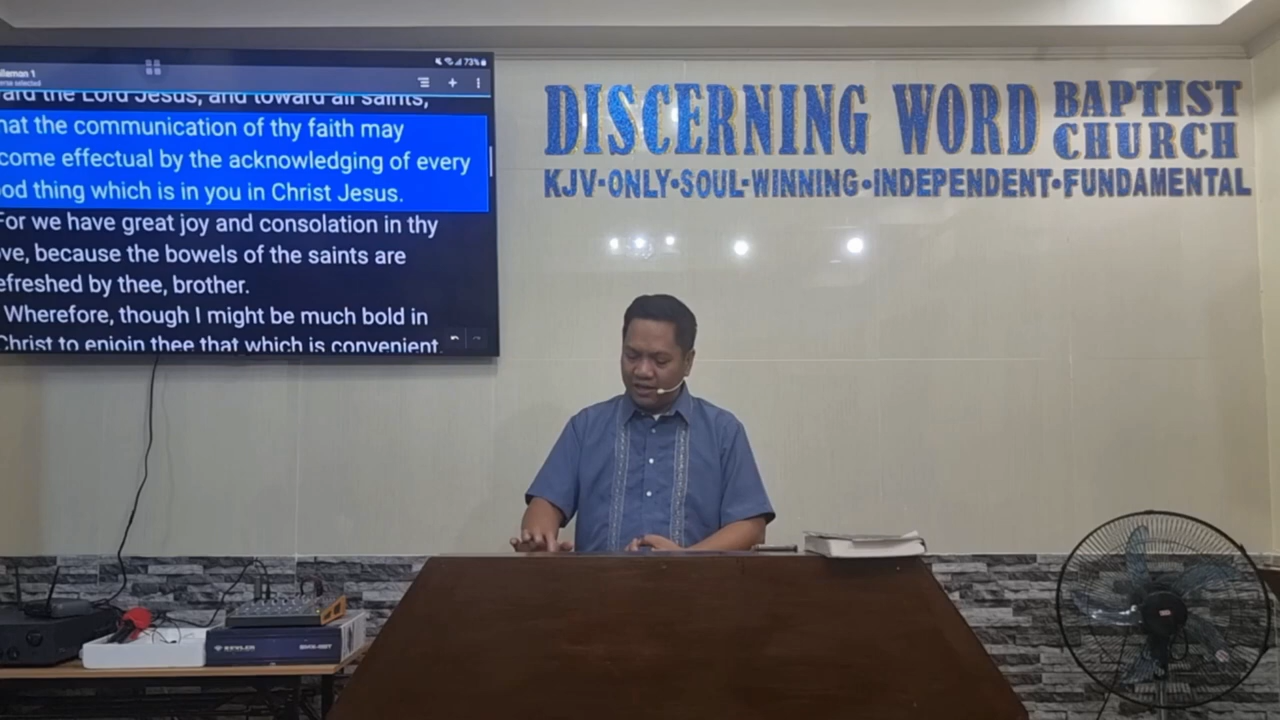 73%
ard the Lord Jesus, and toward all saints,
hat the communication of thy faith may
come effectual by the acknowledging of every
od thing which is in you in Christ Jesus.
For we have great joy and consolation in thy
ve, because the bowels of the saints are
efreshed by thee, brother.
Wherefore, though I might be much bold in
Christ to enjoin thee that which is convenient,
DISCERNING WORD BAPTIST CHURCH
KJV-ONLY•SOUL-WINNING•INDEPENDENT•FUNDAMENTAL
KEVLER